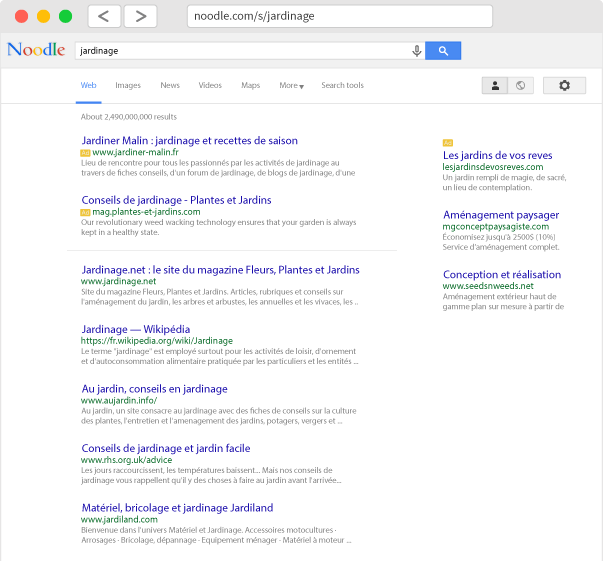 noodle.com/s/jardinage
Noodle
jardinage
Web Images News Videos Maps More Search tools
About 2,490,000,000 results
Jardiner Malin : jardinage et recettes de saison
Ad www.jardiner-malin.fr
Lieu de rencontre pour tous les passionnés par les activités de jardinage au
travers de fiches conseils, d'un forum de jardinage, de blogs de jardinage, d'une
Conseils de jardinage - Plantes et Jardins
Ad mag.plantes-et-jardins.com
Our revolutionary weed wacking technology ensures that your garden is always
kept in a healthy state.
Jardinage.net : le site du magazine Fleurs, Plantes et Jardins
www.jardinage.net
Site du magazine Fleurs, Plantes et Jardins. Articles, rubriques et conseils sur
l'aménagement du jardin, les arbres et arbustes, les annuelles et les vivaces, les ..
Jardinage — Wikipédia
https://fr.wikipedia.org/wiki/Jardinage
Le terme "jardinage" est employé surtout pour les activités de loisir, d'ornement
et d'autoconsommation alimentaire pratiquée par les particuliers et les entités ...
Au jardin, conseils en jardinage
www.aujardin.info/
Au jardin, un site consacre au jardinage avec des fiches de conseils sur la culture
des plantes, l'entretien et l'amenagement des jardins, potagers, vergers et ...
Conseils de jardinage et jardin facile
www.rhs.org.uk/advice
Les jours raccourcissent, les températures baissent... Mais nos conseils de
jardinage vous rappellent qu'il y des choses à faire au jardin avant l'arrivée...
Matériel, bricolage et jardinage Jardiland
www.jardiland.com
Bienvenue dans l'univers Matériel et Jardinage. Accessoires motocultures ·
Arrosages · Bricolage, dépannage · Equipement ménager · Matériel à moteur ...
Ad
Les jardins de vos reves
lesjardinsdevosreves.com
Un jardin rempli de magie, de sacré,
un lieu de contemplation.
Aménagement paysager
mgconceptpaysagiste.com
Économisez jusqu'à 2500$ (10%)
Service d'aménagement complet.
Conception et réalisation
www.seedsnweeds.net
Aménagement extérieur haut de
gamme plan sur mesure à partir de